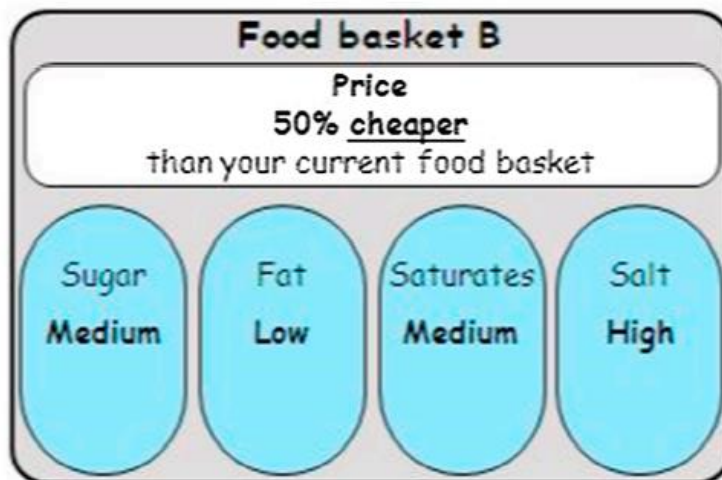 Food basket B
Price
50% cheaper
than your current food basket
Sugar Fat Saturates Salt
Medium Low Medium High